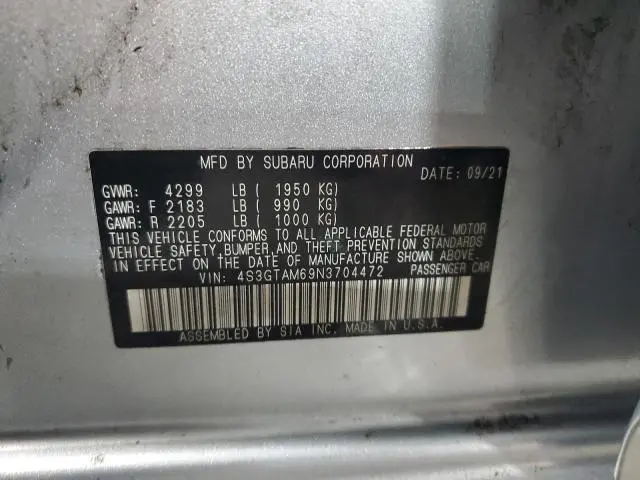 MFD BY SUBARU CORPORATION
DATE: 09/21
GVWR: 4299 LB ( 1950 KG)
GAWR: F 2183 LB ( 990 KG)
GAWR: R 2205 LB ( 1000 KG)
THIS VEHICLE CONFORMS TO ALL APPLICABLE FEDERAL MOTOR
VEHICLE SAFETY,BUMPER,AND THEFT PREVENTION STANDARDS
IN EFFECT ON THE DATE OF MANUFACTURE SHOWN ABOVE.
VIN: 4S3GTAM69N3704472 PASSENGER CAR
ASSEMBLED BY SIA INC. MADE IN U.S.A.